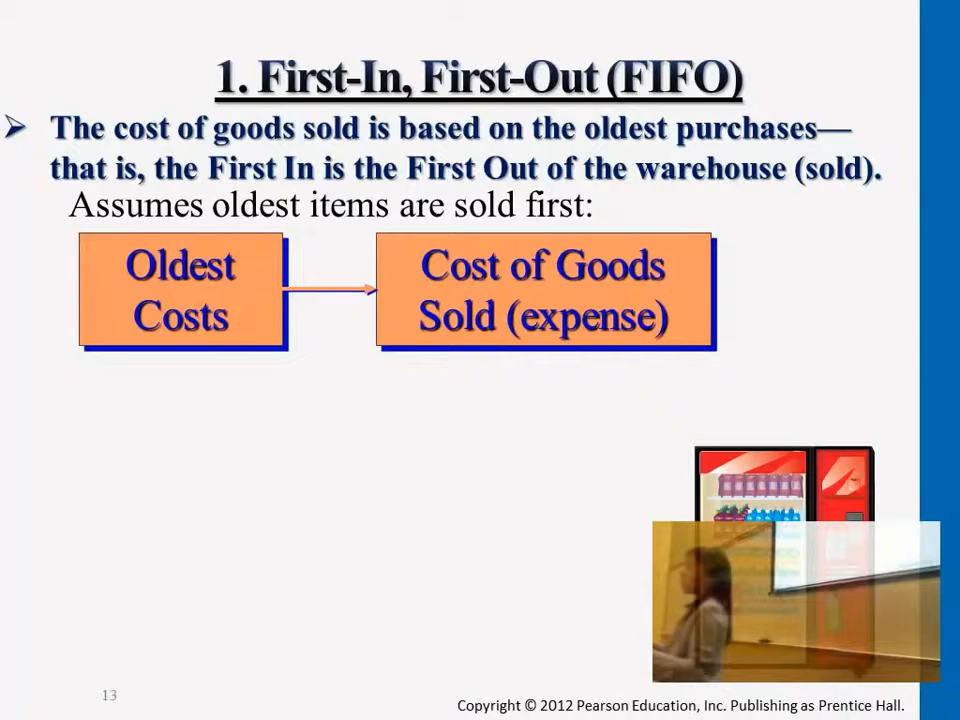 1. First-In, First-Out (FIFO)
➢ The cost of goods sold is based on the oldest purchases—
that is, the First In is the First Out of the warehouse (sold).
Assumes oldest items are sold first:
Oldest
Costs
Cost of Goods
Sold (expense)
13
Copyright © 2012 Pearson Education, Inc. Publishing as Prentice Hall.